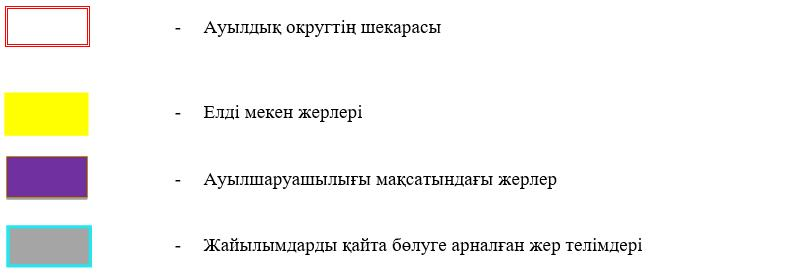 - Ауылдық округтің шекарасы
- Елді мекен жерлері
- Ауылшаруашылығы мақсатындағы жерлер
- Жайылымдарды қайта бөлуге арналған жер телімдері